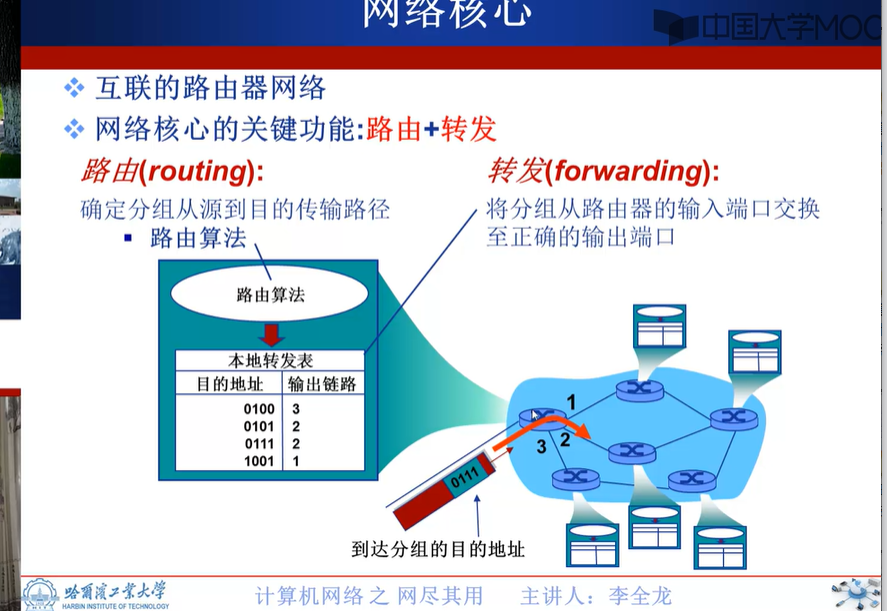 网络核心
中国大学MOC
互联的路由器网络
网络核心的关键功能:路由+转发
路由(routing):
确定分组从源到目的传输路径
路由算法
转发(forwarding):
将分组从路由器的输入端口交换
至正确的输出端口
路由算法
本地转发表
目的地址 输出链路
0100 3
0101 2
0111 2
1001 1
1
2
3
0111
到达分组的目的地址
哈爾濱工業大學
HARBIN INSTITUTE OF TECHNOLOGY
计算机网络 之 网尽其用 主讲人：李全龙